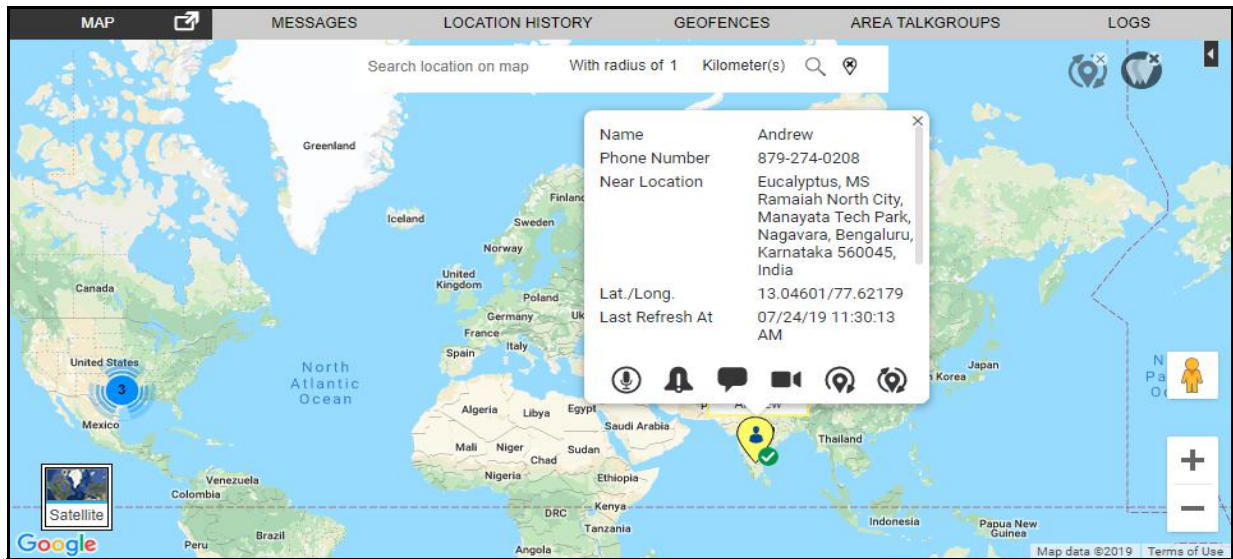 MAP
MESSAGES
LOCATION HISTORY
GEOFENCES
AREA TALKGROUPS
LOGS
Search location on map With radius of 1 Kilometer(s)
Name Andrew
Phone Number 879-274-0208
Near Location Eucalyptus, MS
Ramaiah North City,
Manayata Tech Park,
Nagavara, Bengaluru,
Karnataka 560045,
India
Lat./Long. 13.04601/77.62179
Last Refresh At 07/24/19 11:30:13
AM
Greenland
Iceland
Finland
Sweden
Norway
United
Kingdom
Poland
Germany
Uk
France
Italy
Spain
Canada
United States
3
Mexico
North
Atlantic
Ocean
Algeria
Libya
Egypt
Saudi Arabia
Mali
Niger
Chad
Sudan
Nigeria
Ethiopia
DRC
Kenya
Tanzania
Angola
Venezuela
Colombia
Brazil
Peru
Korea
Japan
Thailand
Indonesia
Papua New
Guinea
N
Pa
Satellite
Google
Map data ©2019 Terms of Use